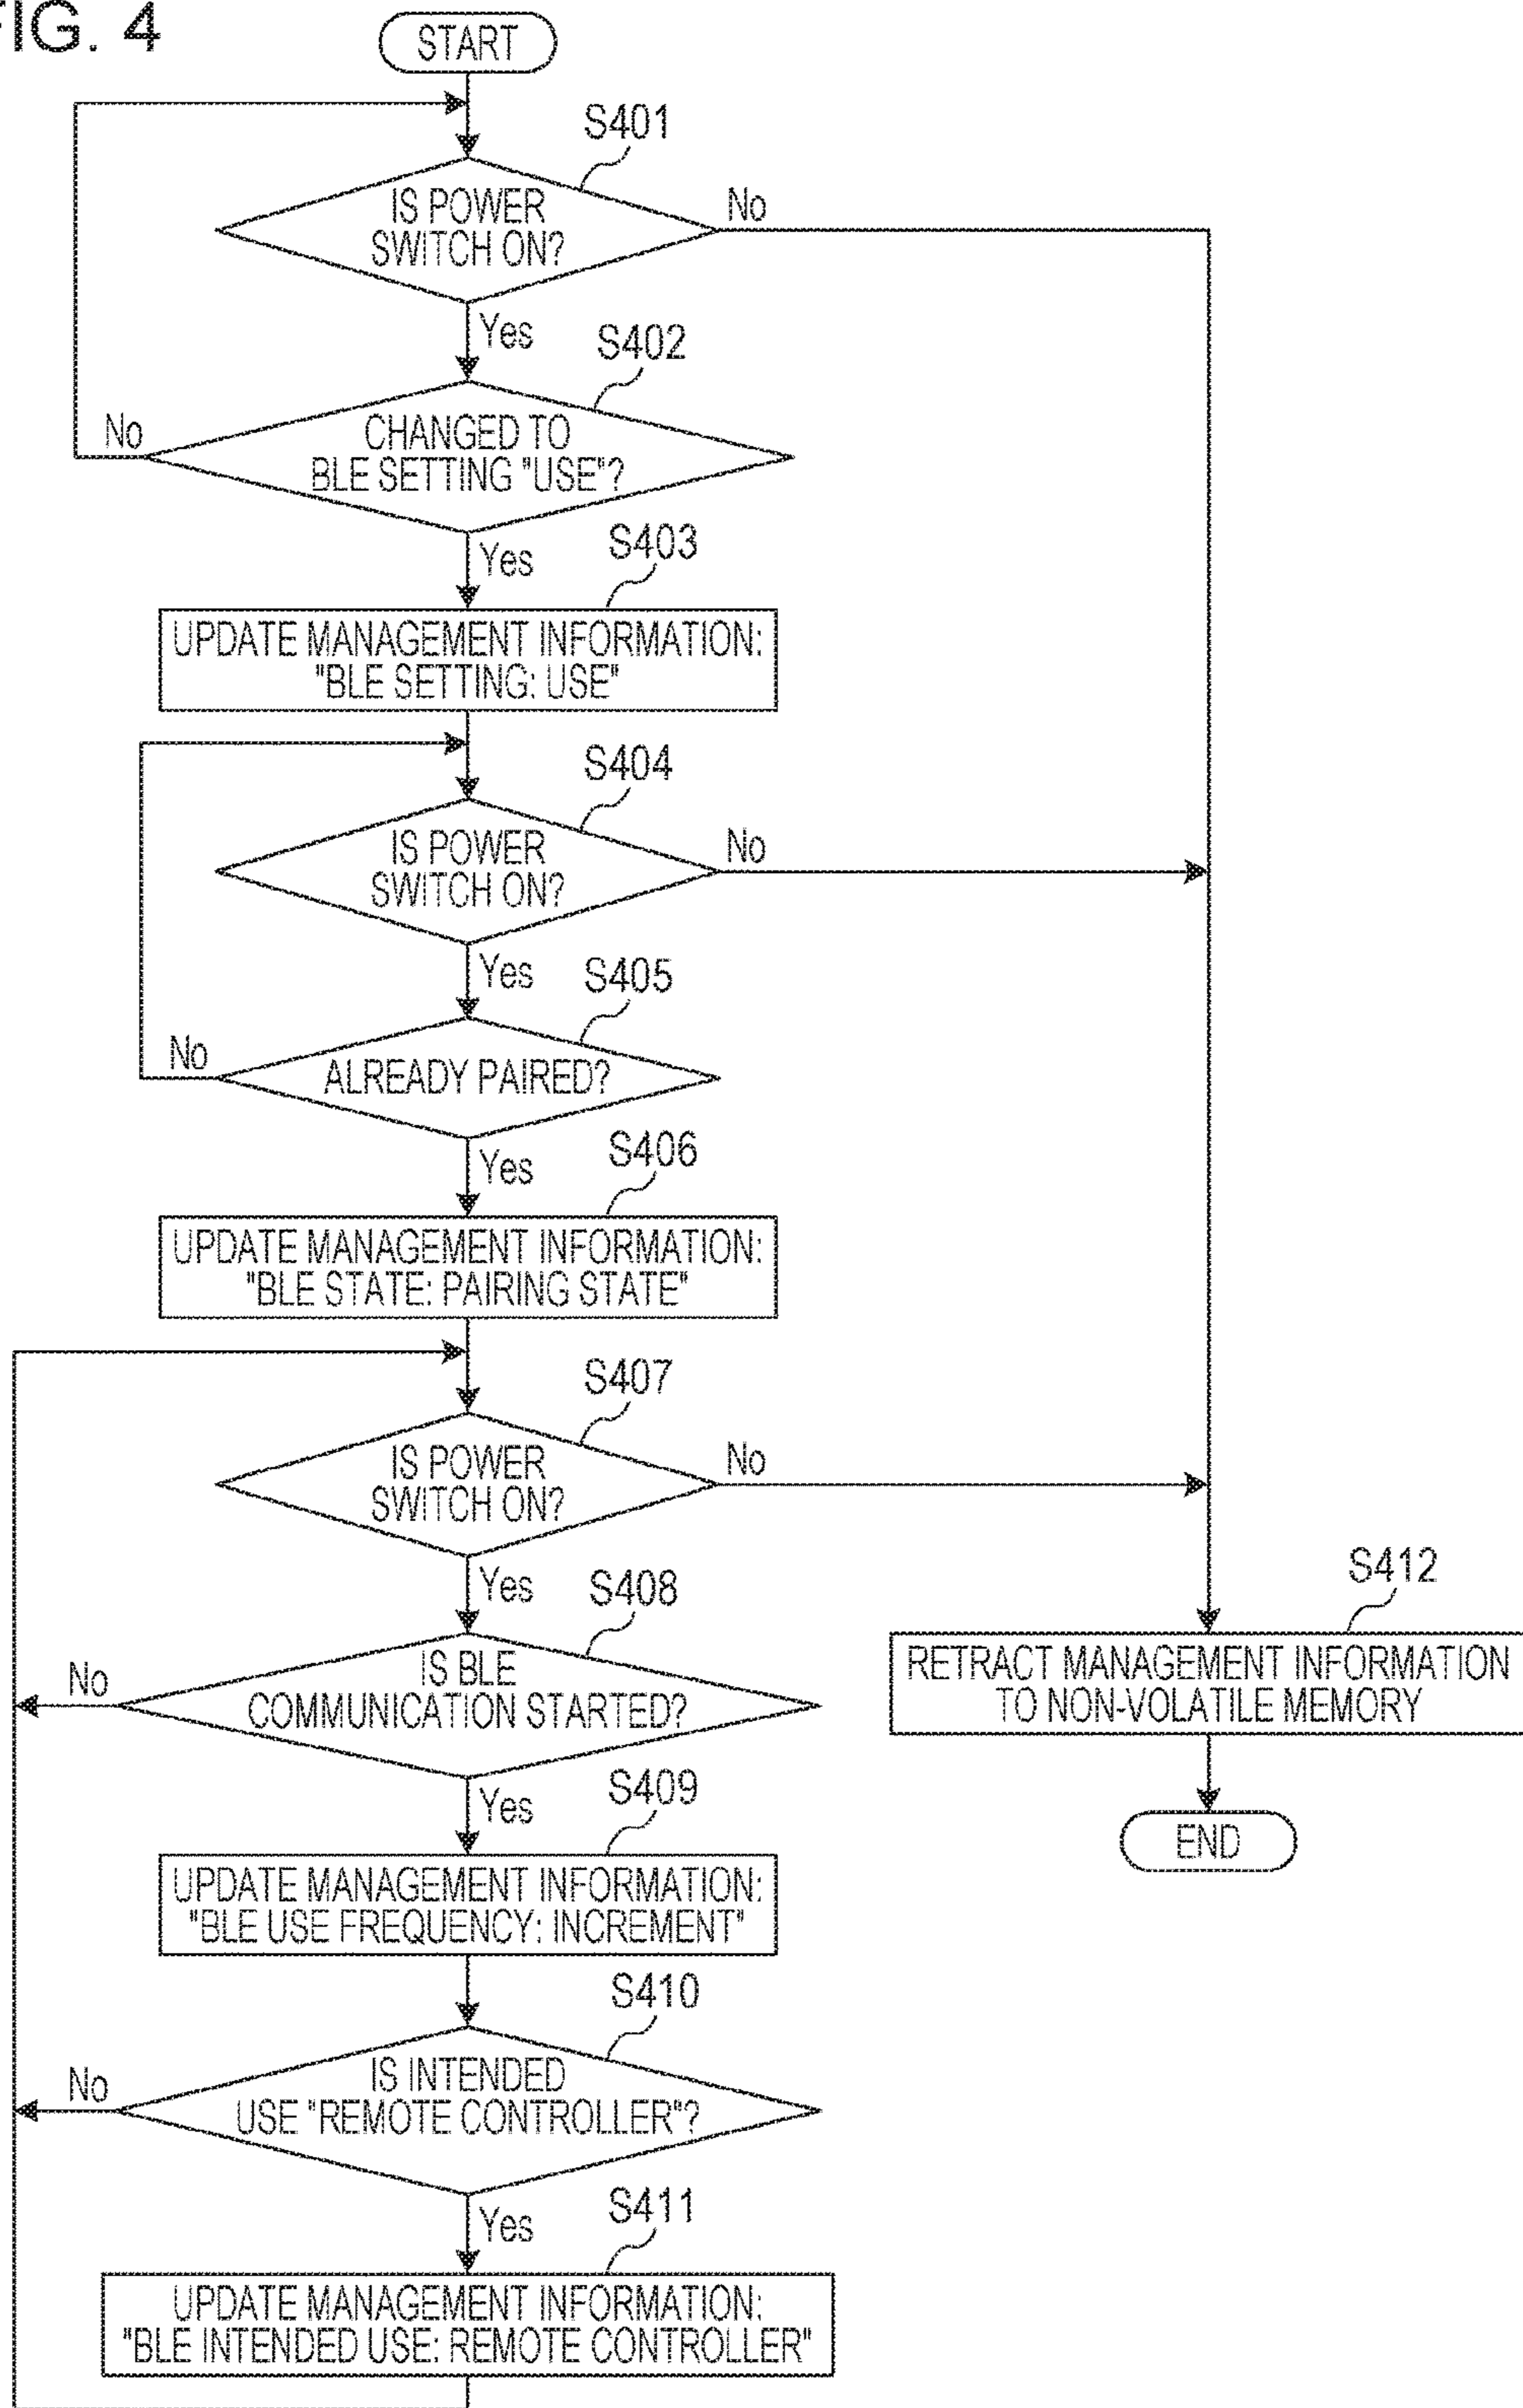 FIG. 4
START
S401
IS POWER
SWITCH ON?
No
Yes
S402
CHANGED TO
BLE SETTING "USE"?
No
Yes
S403
UPDATE MANAGEMENT INFORMATION:
"BLE SETTING: USE"
S404
IS POWER
SWITCH ON?
No
Yes
S405
ALREADY PAIRED?
No
Yes
S406
UPDATE MANAGEMENT INFORMATION:
"BLE STATE: PAIRING STATE"
S407
IS POWER
SWITCH ON?
No
Yes
S408
IS BLE
COMMUNICATION STARTED?
No
Yes
S409
UPDATE MANAGEMENT INFORMATION:
"BLE USE FREQUENCY: INCREMENT"
S410
IS INTENDED
USE "REMOTE CONTROLLER"?
No
Yes
S411
UPDATE MANAGEMENT INFORMATION:
"BLE INTENDED USE: REMOTE CONTROLLER"
S412
RETRACT MANAGEMENT INFORMATION
TO NON-VOLATILE MEMORY
END